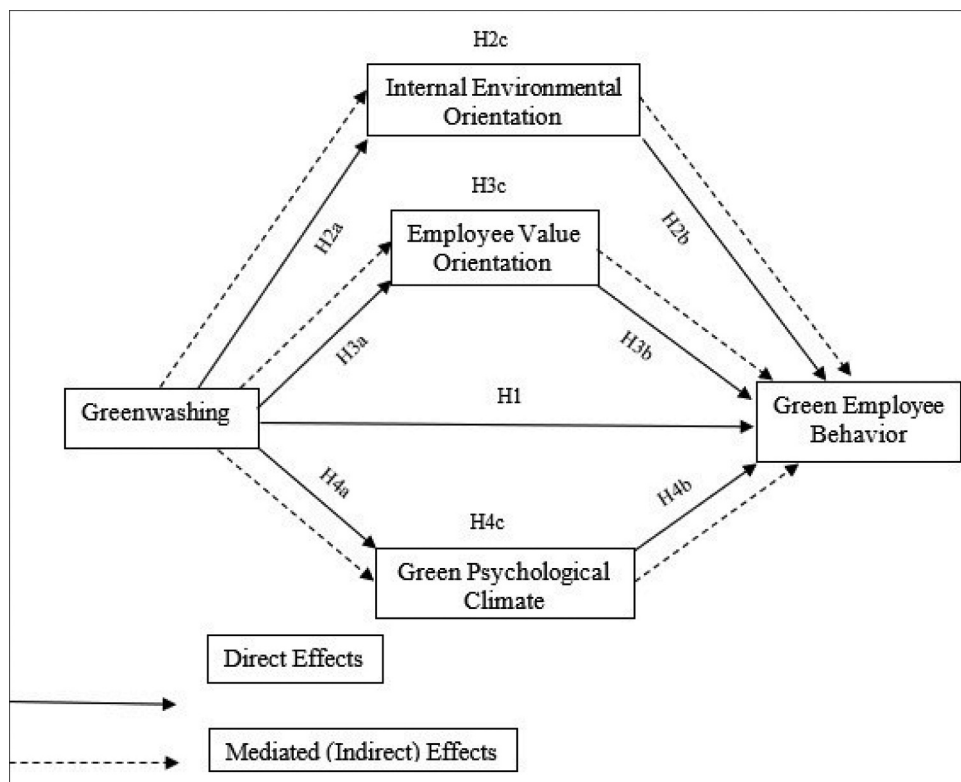 H2c
Internal Environmental
Orientation
H3c
H2a
Employee Value
Orientation
H2b
H3a
H3b
Greenwashing
H1
Green Employee
Behavior
H4a
H4c
H4b
Green Psychological
Climate
Direct Effects
Mediated (Indirect) Effects